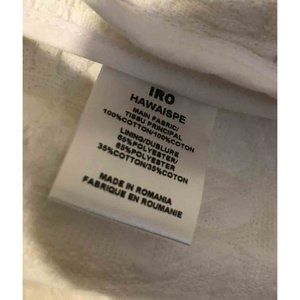 IRO
HAWAISPE
MAIN FABRIC/
TISSU PRINCIPAL
100%COTTON/100%COTON
LINING/DUBLURE
65%POLYESTER/
65%POLYESTER
35%COTTON/35%COTON
MADE IN ROMANIA
FABRIQUE EN ROUMANIE